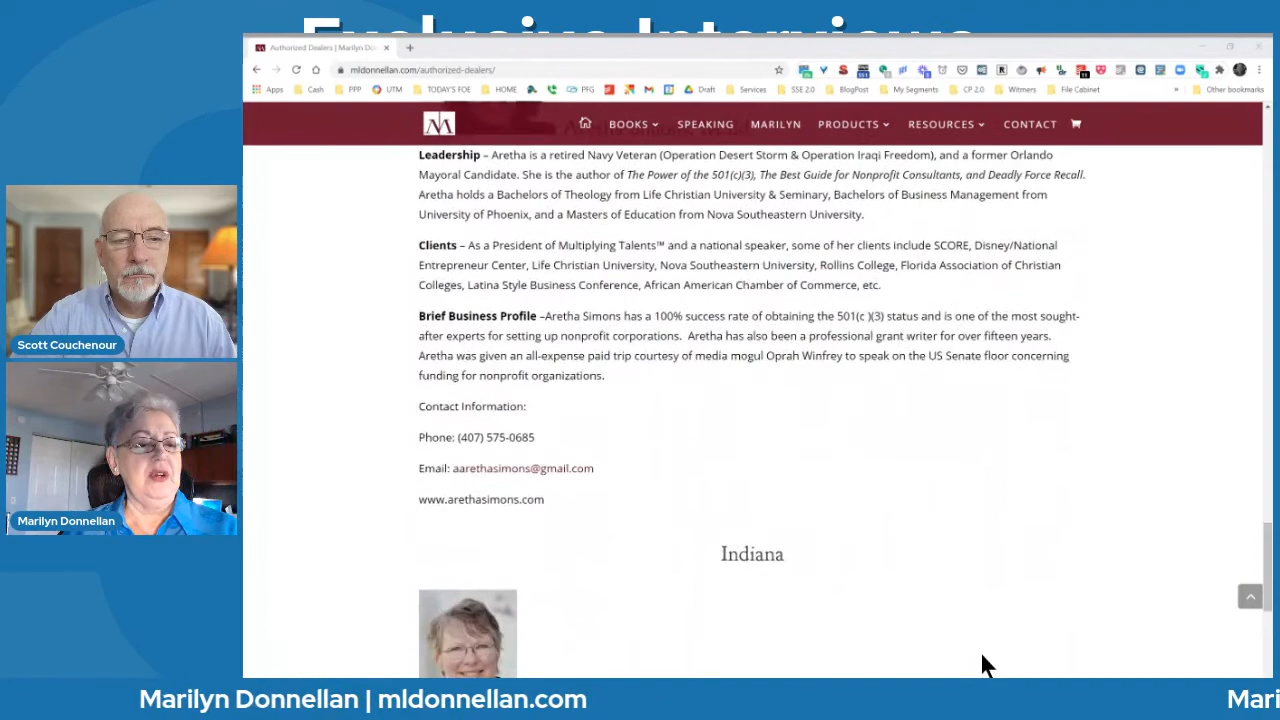 Exclusive Interviews
Authorized Dealers | Marilyn Do
mldonnellan.com/authorized-dealers/
Apps Cash PPP UTM TODAY'S FOE HOME PFG Draft Services SSE 2.0 BlogPost My Segments CP 2.0 Witmers File Cabinet » Other bookmarks
M BOOKS SPEAKING MARILYN PRODUCTS RESOURCES CONTACT
Leadership – Aretha is a retired Navy Veteran (Operation Desert Storm & Operation Iraqi Freedom), and a former Orlando
Mayoral Candidate. She is the author of The Power of the 501(c)(3), The Best Guide for Nonprofit Consultants, and Deadly Force Recall.
Aretha holds a Bachelors of Theology from Life Christian University & Seminary, Bachelors of Business Management from
University of Phoenix, and a Masters of Education from Nova Southeastern University.
Clients – As a President of Multiplying Talents™ and a national speaker, some of her clients include SCORE, Disney/National
Entrepreneur Center, Life Christian University, Nova Southeastern University, Rollins College, Florida Association of Christian
Colleges, Latina Style Business Conference, African American Chamber of Commerce, etc.
Brief Business Profile –Aretha Simons has a 100% success rate of obtaining the 501(c )(3) status and is one of the most sought-
after experts for setting up nonprofit corporations. Aretha has also been a professional grant writer for over fifteen years.
Aretha was given an all-expense paid trip courtesy of media mogul Oprah Winfrey to speak on the US Senate floor concerning
funding for nonprofit organizations.
Contact Information:
Phone: (407) 575-0685
Email: aarethasimons@gmail.com
www.arethasimons.com
Indiana
Scott Couchenour
Marilyn Donnellan
Marilyn Donnellan | mldonnellan.com
Mari